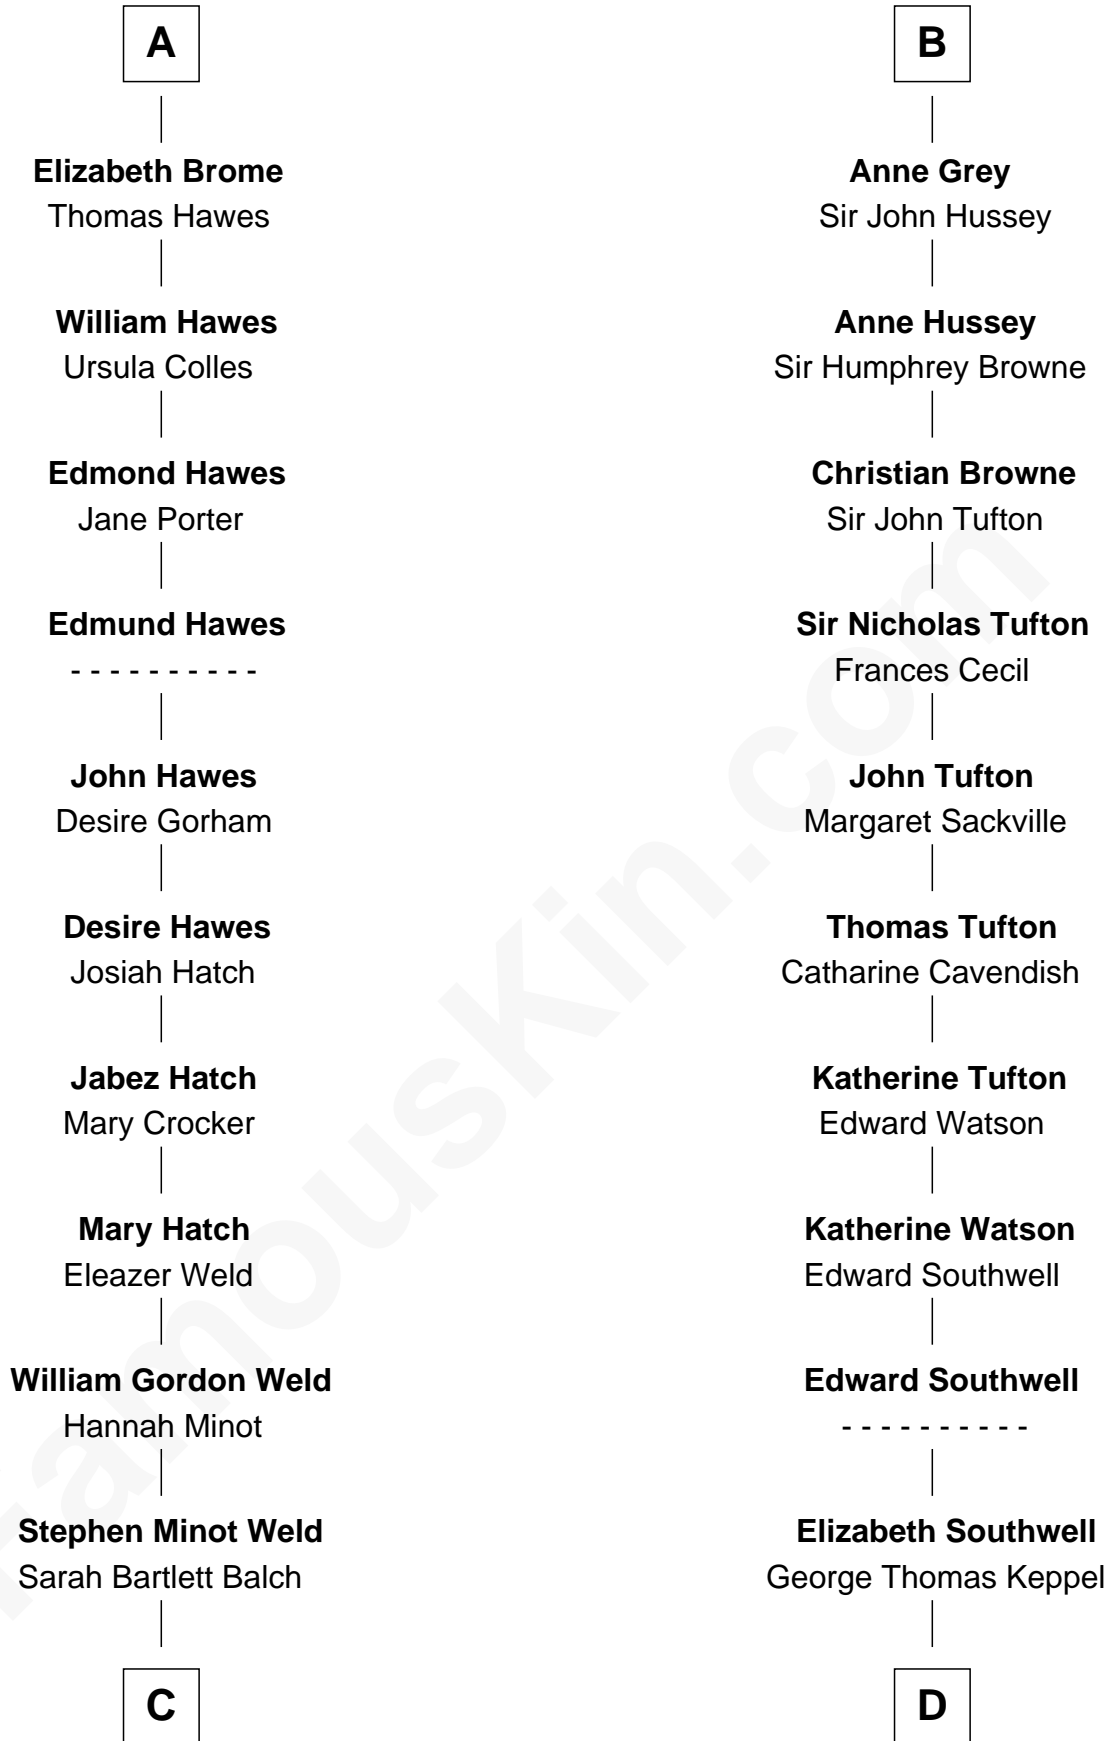 A
Elizabeth Brome
Thomas Hawes
William Hawes
Ursula Colles
Edmond Hawes
Jane Porter
Edmund Hawes
- - - - - - - - - -
John Hawes
Desire Gorham
Desire Hawes
Josiah Hatch
Jabez Hatch
Mary Crocker
Mary Hatch
Eleazer Weld
William Gordon Weld
Hannah Minot
Stephen Minot Weld
Sarah Bartlett Balch
C
B
Anne Grey
Sir John Hussey
Anne Hussey
Sir Humphrey Browne
Christian Browne
Sir John Tufton
Sir Nicholas Tufton
Frances Cecil
John Tufton
Margaret Sackville
Thomas Tufton
Catharine Cavendish
Katherine Tufton
Edward Watson
Katherine Watson
Edward Southwell
Edward Southwell
- - - - - - - - - -
Elizabeth Southwell
George Thomas Keppel
D
FamousKin.com